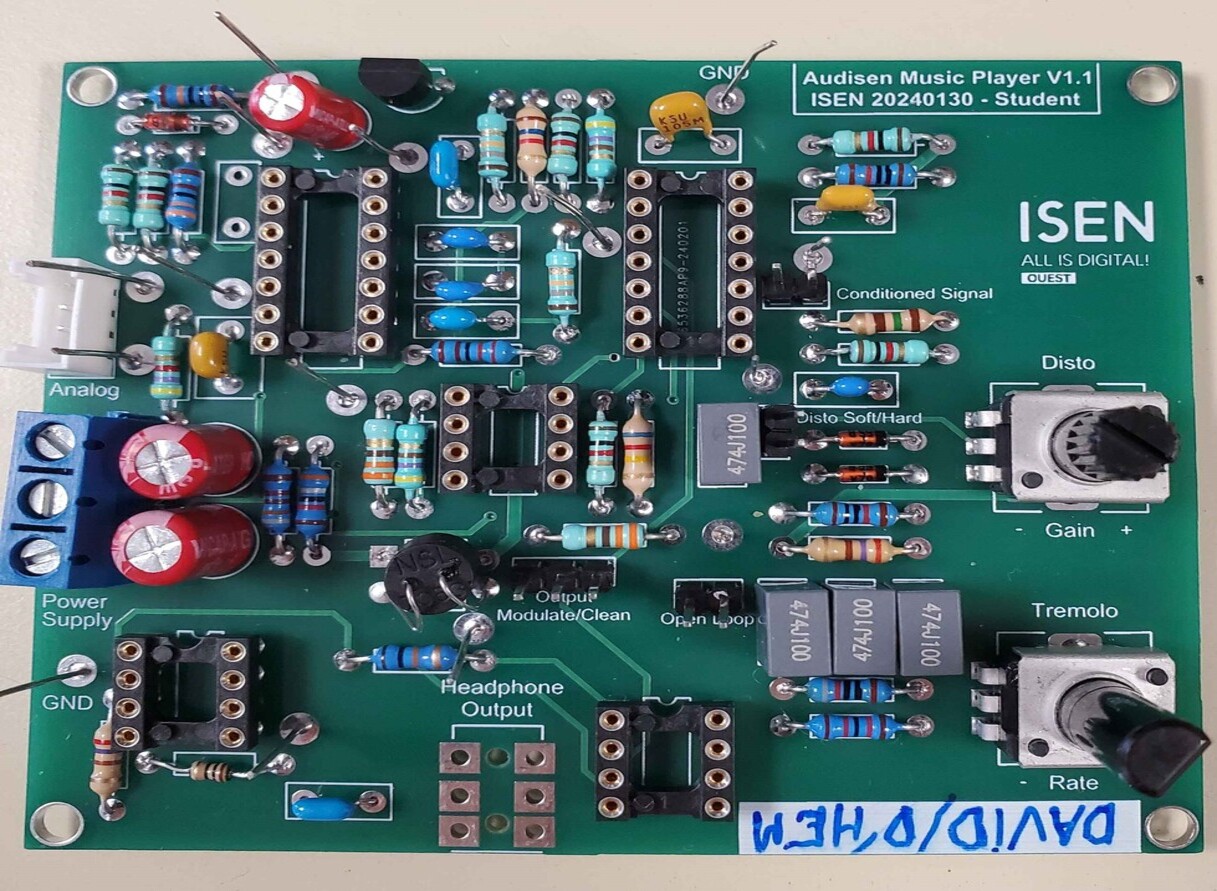 GND
Audisen Music Player V1.1
ISEN 20240130 - Student
KSU
105M
ISEN
ALL IS DIGITAL!
OUEST
Conditioned Signal
Analog
Disto
Disto Soft/Hard
474J100
- Gain +
Power
Supply
Output
Modulate/Clean
Open Loop
474J100
474J100
474J100
Tremolo
GND
Headphone
Output
- Rate
DAVID/D'HEM